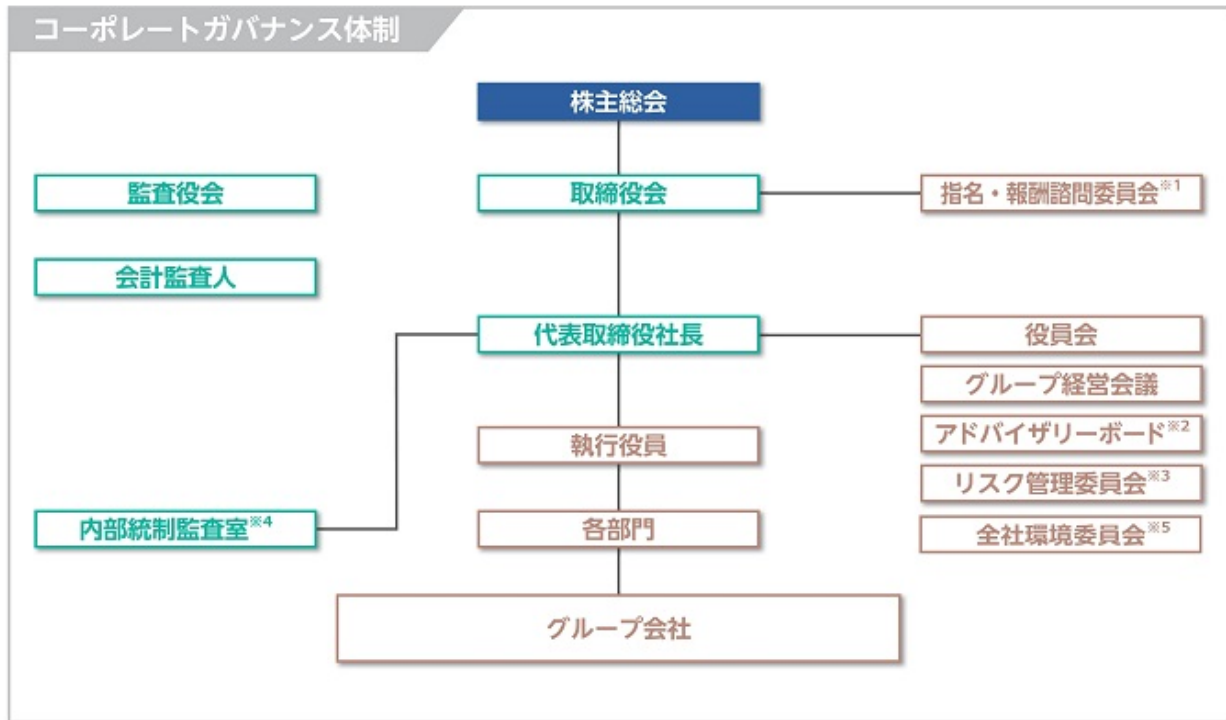 コーポレートガバナンス体制
株主総会
監査役会
取締役会
指名・報酬諮問委員会※1
会計監査人
代表取締役社長
役員会
グループ経営会議
アドバイザリーボード※2
執行役員
リスク管理委員会※3
内部統制監査室※4
各部門
全社環境委員会※5
グループ会社